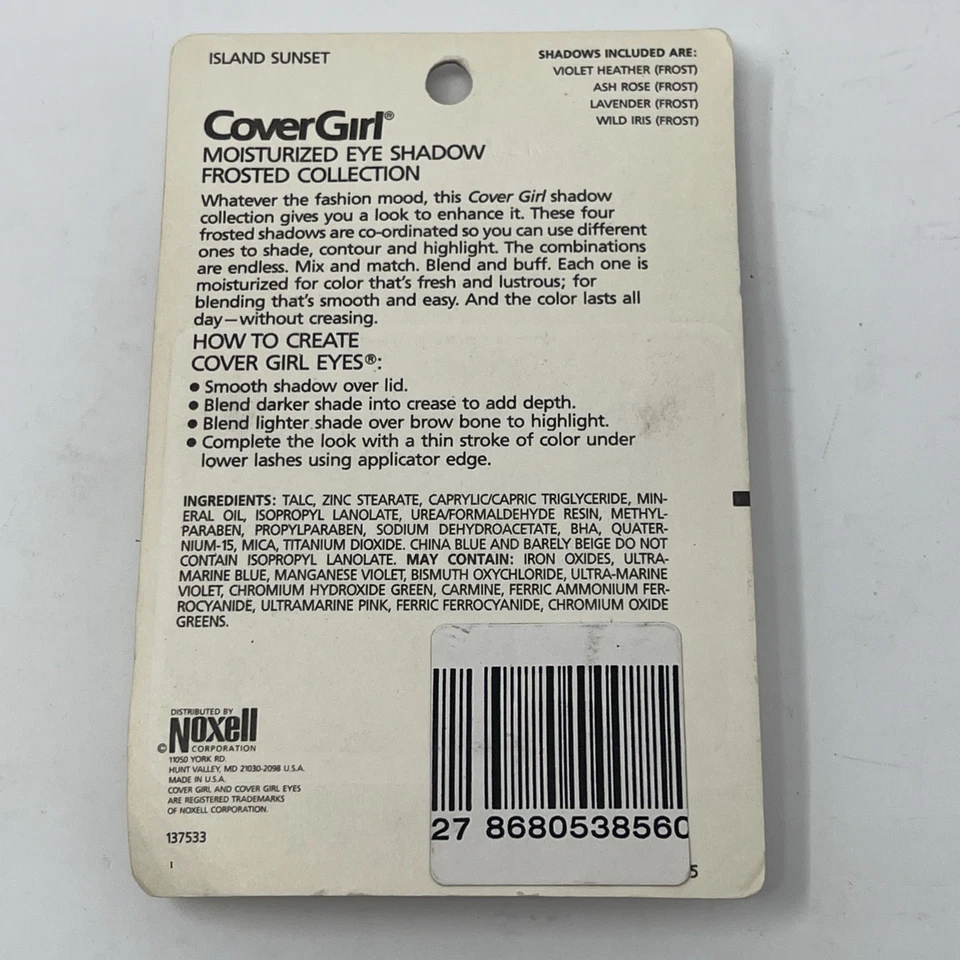 ISLAND SUNSET
SHADOWS INCLUDED ARE:
VIOLET HEATHER (FROST)
ASH ROSE (FROST)
LAVENDER (FROST)
WILD IRIS (FROST)
CoverGirl®
MOISTURIZED EYE SHADOW
FROSTED COLLECTION
Whatever the fashion mood, this Cover Girl shadow
collection gives you a look to enhance it. These four
frosted shadows are co-ordinated so you can use different
ones to shade, contour and highlight. The combinations
are endless. Mix and match. Blend and buff. Each one is
moisturized for color that's fresh and lustrous; for
blending that's smooth and easy. And the color lasts all
day—without creasing.
HOW TO CREATE
COVER GIRL EYES®:
● Smooth shadow over lid.
● Blend darker shade into crease to add depth.
● Blend lighter shade over brow bone to highlight.
● Complete the look with a thin stroke of color under
lower lashes using applicator edge.
INGREDIENTS: TALC, ZINC STEARATE, CAPRYLIC/CAPRIC TRIGLYCERIDE, MIN-
ERAL OIL, ISOPROPYL LANOLATE, UREA/FORMALDEHYDE RESIN, METHYL-
PARABEN, PROPYLPARABEN, SODIUM DEHYDROACETATE, BHA, QUATER-
NIUM-15, MICA, TITANIUM DIOXIDE. CHINA BLUE AND BARELY BEIGE DO NOT
CONTAIN ISOPROPYL LANOLATE. MAY CONTAIN: IRON OXIDES, ULTRA-
MARINE BLUE, MANGANESE VIOLET, BISMUTH OXYCHLORIDE, ULTRA-MARINE
VIOLET, CHROMIUM HYDROXIDE GREEN, CARMINE, FERRIC AMMONIUM FER-
ROCYANIDE, ULTRAMARINE PINK, FERRIC FERROCYANIDE, CHROMIUM OXIDE
GREENS.
DISTRIBUTED BY
© Noxell
CORPORATION
11050 YORK RD.
HUNT VALLEY, MD 21030-2098 U.S.A.
MADE IN U.S.A.
COVER GIRL AND COVER GIRL EYES
ARE REGISTERED TRADEMARKS
OF NOXELL CORPORATION.
137533
1
27 8680538560
5